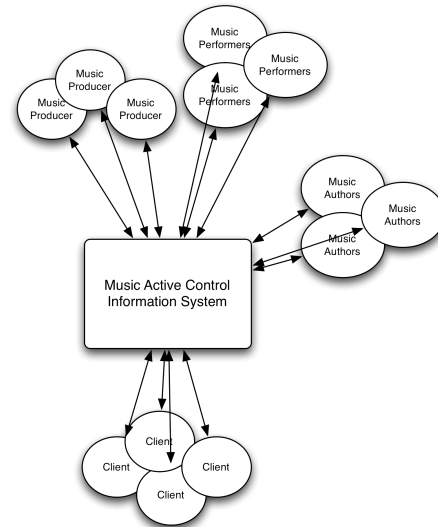 Music
Performers
Music
Performers
Music
Performers
Music
Producer
Music
Producer
Music
Producer
Music
Authors
Music
Authors
Music
Authors
Music Active Control
Information System
Client
Client
Client
Client